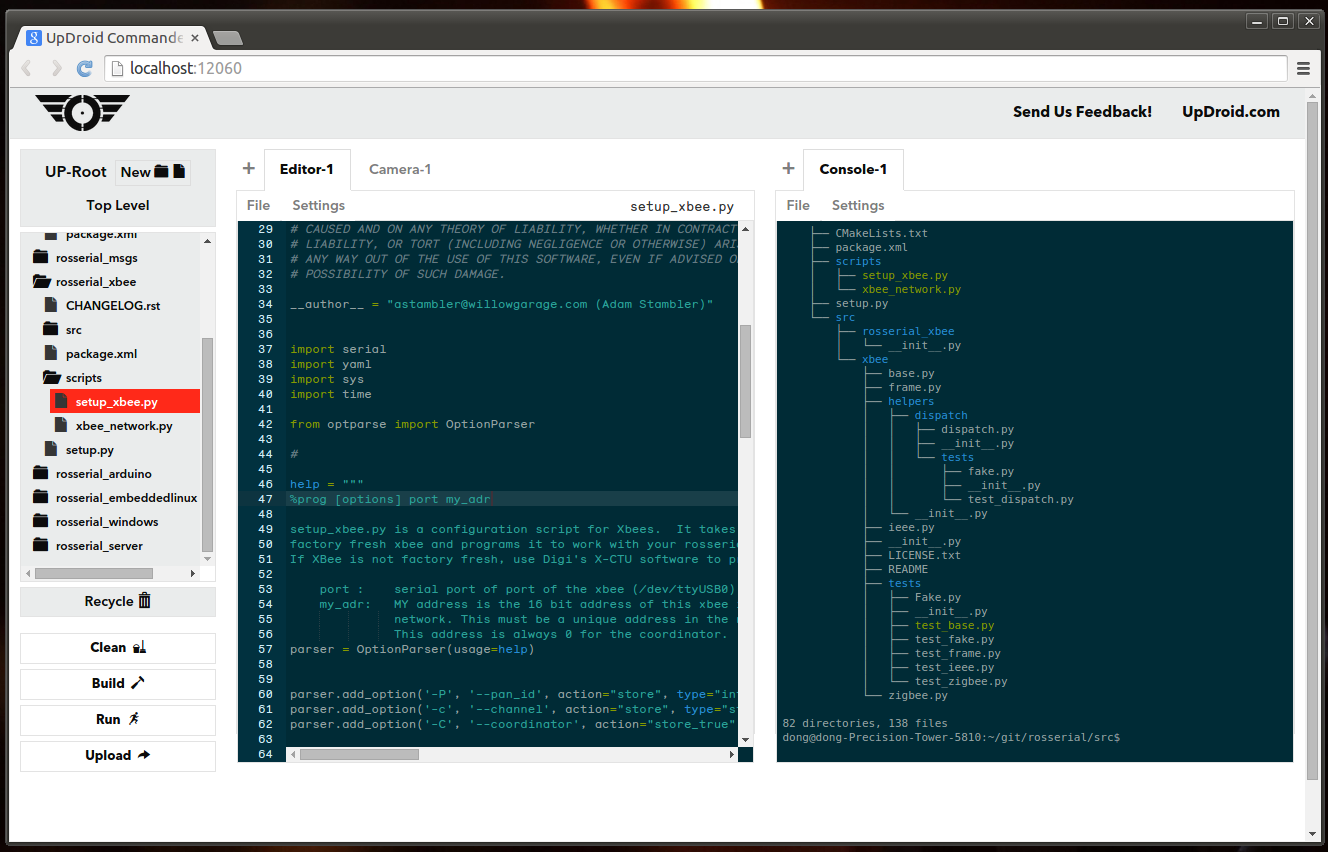 UpDroid Commande
localhost:12060
Send Us Feedback! UpDroid.com
UP-Root New
Top Level
package.xml
rosserial_msgs
rosserial_xbee
CHANGELOG.rst
src
package.xml
scripts
setup_xbee.py
xbee_network.py
setup.py
rosserial_arduino
rosserial_embeddedlinux
rosserial_windows
rosserial_server
Recycle
Clean
Build
Run
Upload
+ Editor-1 Camera-1
File Settings setup_xbee.py
29 # CAUSED AND ON ANY THEORY OF LIABILITY, WHETHER IN CONTRACT
30 # LIABILITY, OR TORT (INCLUDING NEGLIGENCE OR OTHERWISE) ARI
31 # ANY WAY OUT OF THE USE OF THIS SOFTWARE, EVEN IF ADVISED O
32 # POSSIBILITY OF SUCH DAMAGE.
33
34 __author__ = "astambler@willowgarage.com (Adam Stambler)"
35
36
37 import serial
38 import yaml
39 import sys
40 import time
41
42 from optparse import OptionParser
43
44 #
45
46 help = """
47 %prog [options] port my_adr
48
49 setup_xbee.py is a configuration script for Xbees.  It takes
50 factory fresh xbee and programs it to work with your rosseri
51 If XBee is not factory fresh, use Digi's X-CTU software to p
52
53     port :    serial port of port of the xbee (/dev/ttyUSB0)
54     my_adr:   MY address is the 16 bit address of this xbee
55               network. This must be a unique address in the
56               This address is always 0 for the coordinator.
57 parser = OptionParser(usage=help)
58
59
60 parser.add_option('-P', '--pan_id', action="store", type="in
61 parser.add_option('-c', '--channel', action="store", type="s
62 parser.add_option('-C', '--coordinator', action="store_true"
63
64
+ Console-1
File Settings
├── CMakeLists.txt
├── package.xml
├── scripts
│   ├── setup_xbee.py
│   └── xbee_network.py
├── setup.py
└── src
    ├── rosserial_xbee
    │   └── __init__.py
    └── xbee
        ├── base.py
        ├── frame.py
        ├── helpers
        │   ├── dispatch
        │   │   ├── dispatch.py
        │   │   ├── __init__.py
        │   │   └── tests
        │   │       ├── fake.py
        │   │       ├── __init__.py
        │   │       └── test_dispatch.py
        │   └── __init__.py
        ├── ieee.py
        ├── __init__.py
        ├── LICENSE.txt
        ├── README
        ├── tests
        │   ├── Fake.py
        │   ├── __init__.py
        │   ├── test_base.py
        │   ├── test_fake.py
        │   ├── test_frame.py
        │   ├── test_ieee.py
        │   └── test_zigbee.py
        └── zigbee.py
82 directories, 138 files
dong@dong-Precision-Tower-5810:~/git/rosserial/src$